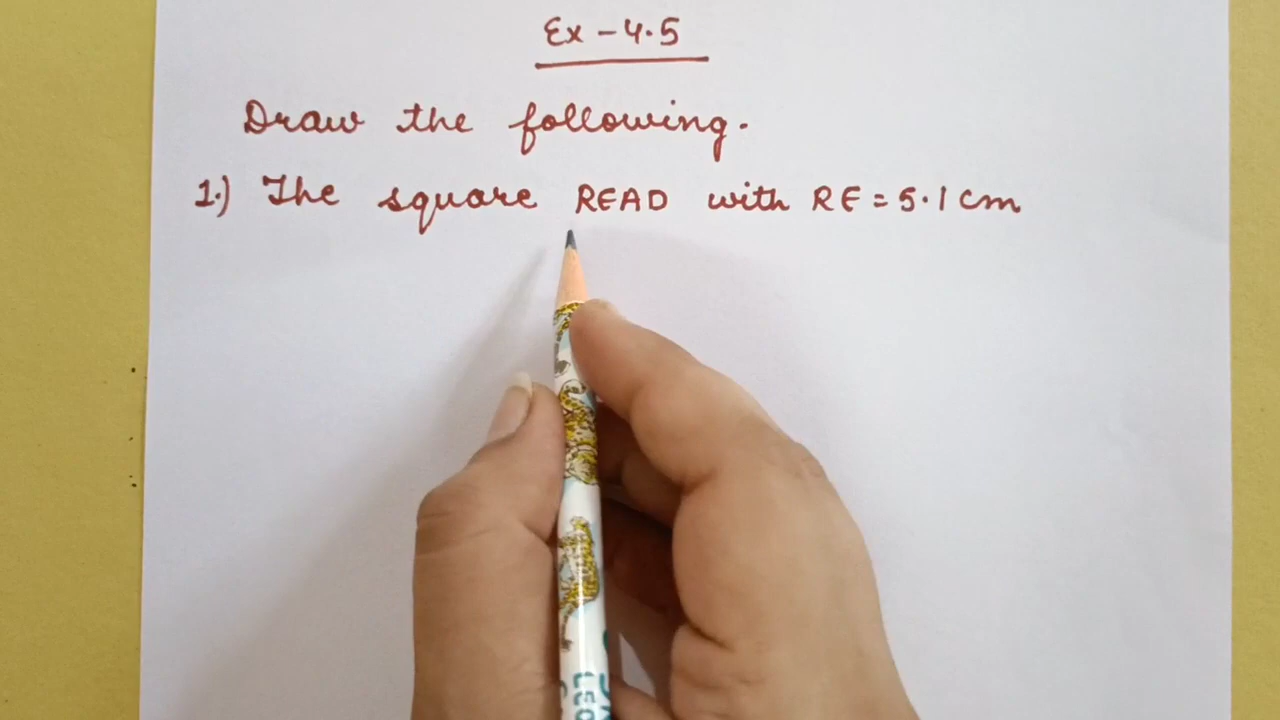 Ex - 4.5
Draw the following.
1.) The square READ with RE = 5.1 cm